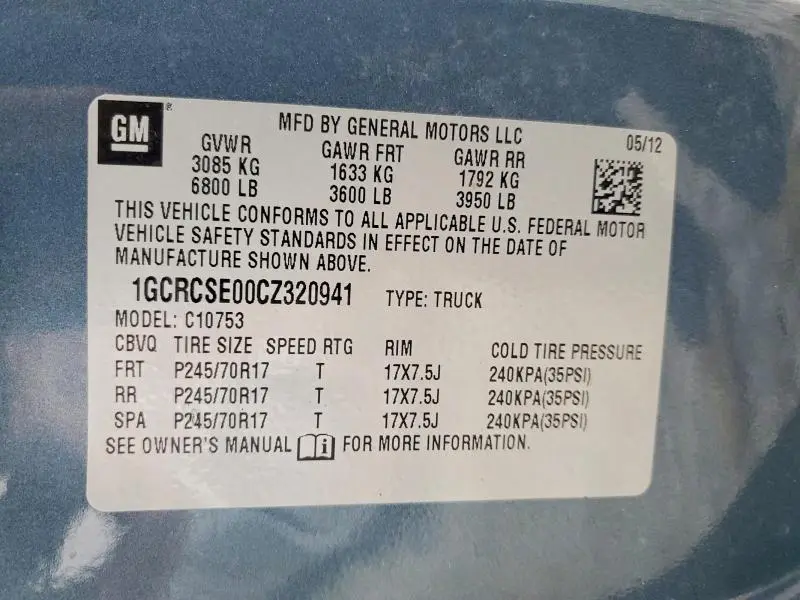 GM ®
MFD BY GENERAL MOTORS LLC 05/12
GVWR GAWR FRT GAWR RR
3085 KG 1633 KG 1792 KG
6800 LB 3600 LB 3950 LB
THIS VEHICLE CONFORMS TO ALL APPLICABLE U.S. FEDERAL MOTOR
VEHICLE SAFETY STANDARDS IN EFFECT ON THE DATE OF
MANUFACTURE SHOWN ABOVE.
1GCRCSE00CZ320941 TYPE: TRUCK
MODEL: C10753
CBVQ TIRE SIZE SPEED RTG RIM COLD TIRE PRESSURE
FRT P245/70R17 T 17X7.5J 240KPA(35PSI)
RR P245/70R17 T 17X7.5J 240KPA(35PSI)
SPA P245/70R17 T 17X7.5J 240KPA(35PSI)
SEE OWNER'S MANUAL i FOR MORE INFORMATION.